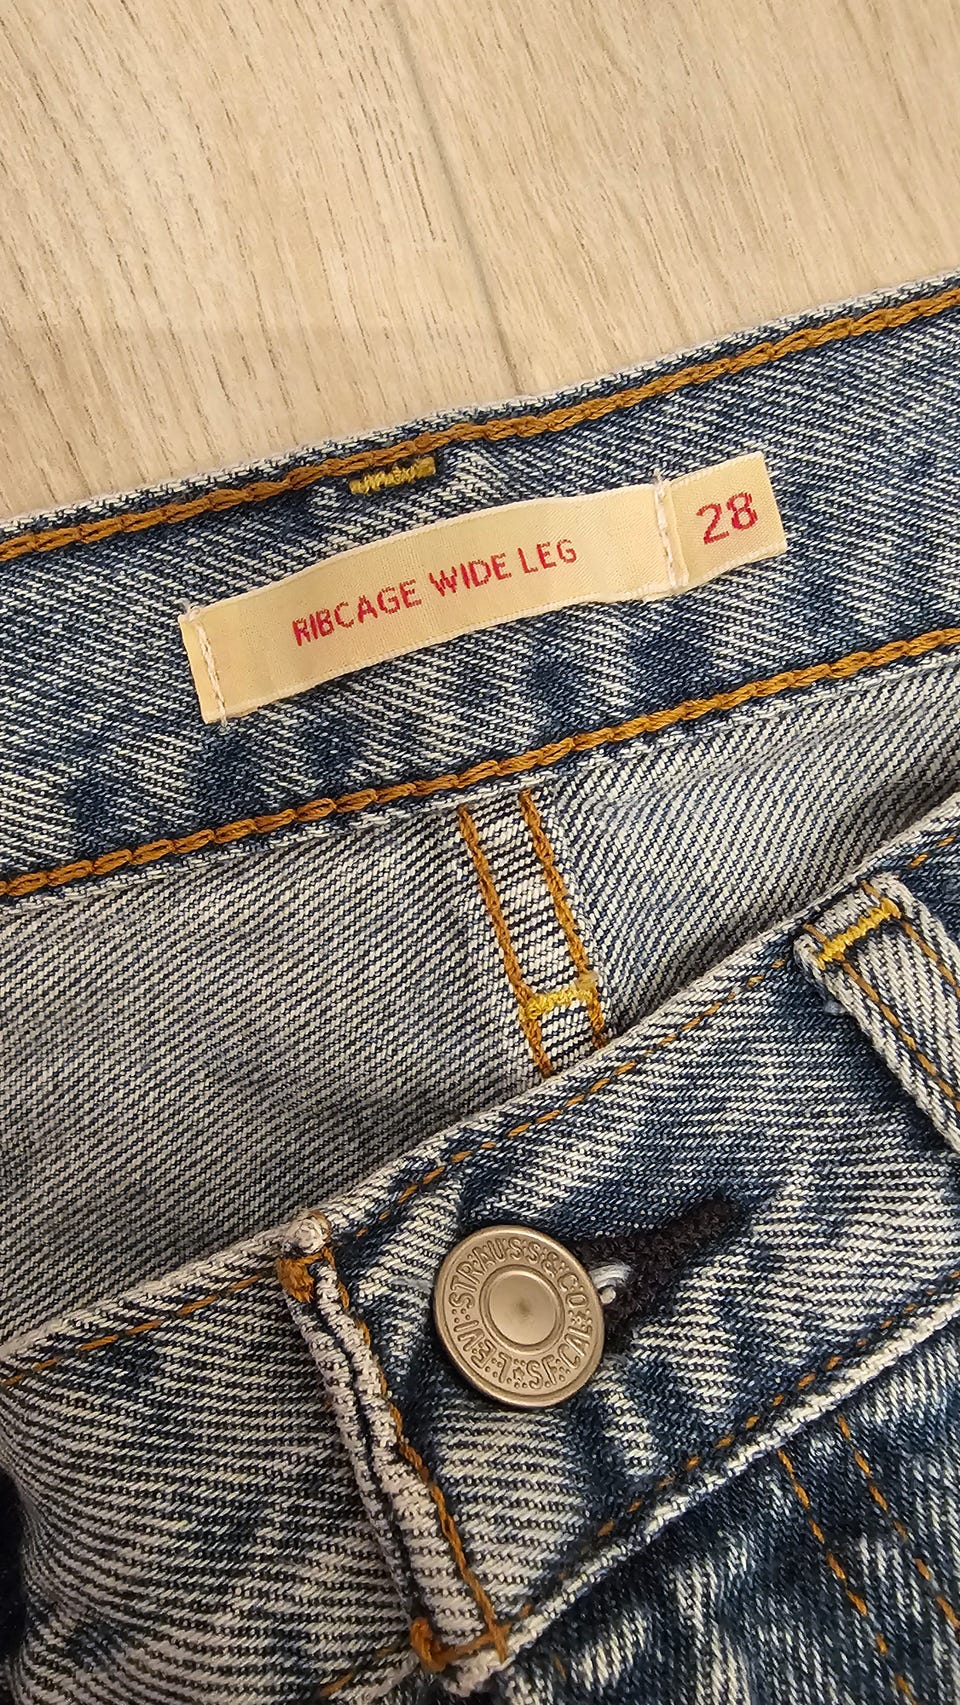 RIBCAGE WIDE LEG 28
LEVI STRAUSS & CO S.F. CAL